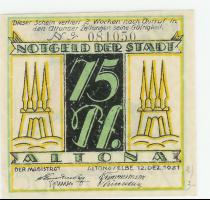 Dieser Schein verliert 2 Wochen nach Aufruf in
den Altonaer Zeitungen seine Gültigkeit.
No 081050
NOTGELD DER STADT
75
Pf.
ALTONA
DER MAGISTRAT. ALTONA/ELBE 12. DEZ. 1921